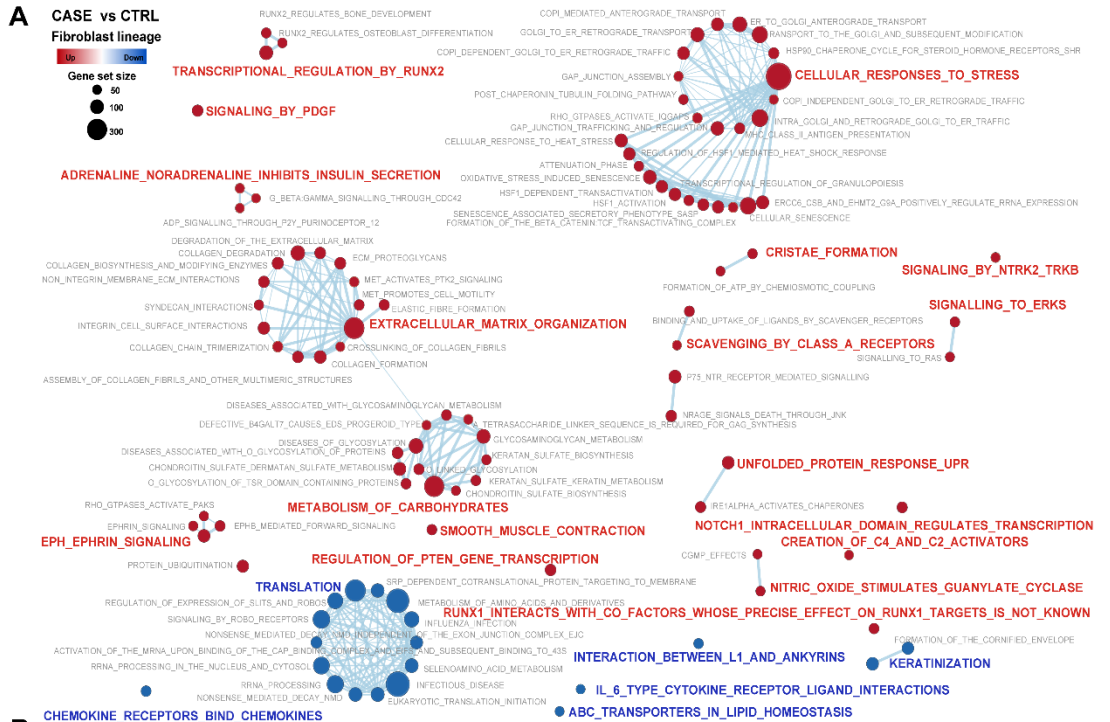 A
CASE vs CTRL
Fibroblast lineage
Up
Down
Gene set size
50
100
300
RUNX2_REGULATES_BONE_DEVELOPMENT
RUNX2_REGULATES_OSTEOBLAST_DIFFERENTIATION
TRANSCRIPTIONAL_REGULATION_BY_RUNX2
SIGNALING_BY_PDGF
ADRENALINE_NORADRENALINE_INHIBITS_INSULIN_SECRETION
G_BETA:GAMMA_SIGNALLING_THROUGH_CDC42
ADP_SIGNALLING_THROUGH_P2Y_PURINOCEPTOR_12
COPI_MEDIATED_ANTEROGRADE_TRANSPORT
ER_TO_GOLGI_ANTEROGRADE_TRANSPORT
GOLGI_TO_ER_RETROGRADE_TRANSPORT
TRANSPORT_TO_THE_GOLGI_AND_SUBSEQUENT_MODIFICATION
COPI_DEPENDENT_GOLGI_TO_ER_RETROGRADE_TRAFFIC
HSP90_CHAPERONE_CYCLE_FOR_STEROID_HORMONE_RECEPTORS_SHR
GAP_JUNCTION_ASSEMBLY
CELLULAR_RESPONSES_TO_STRESS
POST_CHAPERONIN_TUBULIN_FOLDING_PATHWAY
COPI_INDEPENDENT_GOLGI_TO_ER_RETROGRADE_TRAFFIC
RHO_GTPASES_ACTIVATE_IQGAPS
INTRA_GOLGI_AND_RETROGRADE_GOLGI_TO_ER_TRAFFIC
GAP_JUNCTION_TRAFFICKING_AND_REGULATION
MHC_CLASS_II_ANTIGEN_PRESENTATION
CELLULAR_RESPONSE_TO_HEAT_STRESS
REGULATION_OF_HSF1_MEDIATED_HEAT_SHOCK_RESPONSE
ATTENUATION_PHASE
OXIDATIVE_STRESS_INDUCED_SENESCENCE
TRANSCRIPTIONAL_REGULATION_OF_GRANULOPOIESIS
HSF1_DEPENDENT_TRANSACTIVATION
HSF1_ACTIVATION
ERCC6_CSB_AND_EHMT2_G9A_POSITIVELY_REGULATE_RRNA_EXPRESSION
SENESCENCE_ASSOCIATED_SECRETORY_PHENOTYPE_SASP
CELLULAR_SENESCENCE
FORMATION_OF_THE_BETA_CATENIN:TCF_TRANSACTIVATING_COMPLEX
DEGRADATION_OF_THE_EXTRACELLULAR_MATRIX
COLLAGEN_DEGRADATION
COLLAGEN_BIOSYNTHESIS_AND_MODIFYING_ENZYMES
ECM_PROTEOGLYCANS
NON_INTEGRIN_MEMBRANE_ECM_INTERACTIONS
MET_ACTIVATES_PTK2_SIGNALING
MET_PROMOTES_CELL_MOTILITY
SYNDECAN_INTERACTIONS
ELASTIC_FIBRE_FORMATION
INTEGRIN_CELL_SURFACE_INTERACTIONS
EXTRACELLULAR_MATRIX_ORGANIZATION
COLLAGEN_CHAIN_TRIMERIZATION
CROSSLINKING_OF_COLLAGEN_FIBRILS
COLLAGEN_FORMATION
ASSEMBLY_OF_COLLAGEN_FIBRILS_AND_OTHER_MULTIMERIC_STRUCTURES
CRISTAE_FORMATION
FORMATION_OF_ATP_BY_CHEMIOSMOTIC_COUPLING
SIGNALING_BY_NTRK2_TRKB
SIGNALLING_TO_ERKS
SIGNALLING_TO_RAS
BINDING_AND_UPTAKE_OF_LIGANDS_BY_SCAVENGER_RECEPTORS
SCAVENGING_BY_CLASS_A_RECEPTORS
P75_NTR_RECEPTOR_MEDIATED_SIGNALLING
NRAGE_SIGNALS_DEATH_THROUGH_JNK
DISEASES_ASSOCIATED_WITH_GLYCOSAMINOGLYCAN_METABOLISM
DEFECTIVE_B4GALT7_CAUSES_EDS_PROGEROID_TYPE
A_TETRASACCHARIDE_LINKER_SEQUENCE_IS_REQUIRED_FOR_GAG_SYNTHESIS
DISEASES_OF_GLYCOSYLATION
GLYCOSAMINOGLYCAN_METABOLISM
DISEASES_ASSOCIATED_WITH_O_GLYCOSYLATION_OF_PROTEINS
KERATAN_SULFATE_BIOSYNTHESIS
CHONDROITIN_SULFATE_DERMATAN_SULFATE_METABOLISM
O_LINKED_GLYCOSYLATION
O_GLYCOSYLATION_OF_TSR_DOMAIN_CONTAINING_PROTEINS
KERATAN_SULFATE_KERATIN_METABOLISM
CHONDROITIN_SULFATE_BIOSYNTHESIS
METABOLISM_OF_CARBOHYDRATES
UNFOLDED_PROTEIN_RESPONSE_UPR
IRE1ALPHA_ACTIVATES_CHAPERONES
NOTCH1_INTRACELLULAR_DOMAIN_REGULATES_TRANSCRIPTION
CREATION_OF_C4_AND_C2_ACTIVATORS
RHO_GTPASES_ACTIVATE_PAKS
EPHRIN_SIGNALING
EPHB_MEDIATED_FORWARD_SIGNALING
EPH_EPHRIN_SIGNALING
SMOOTH_MUSCLE_CONTRACTION
PROTEIN_UBIQUITINATION
REGULATION_OF_PTEN_GENE_TRANSCRIPTION
CGMP_EFFECTS
NITRIC_OXIDE_STIMULATES_GUANYLATE_CYCLASE
TRANSLATION
SRP_DEPENDENT_COTRANSLATIONAL_PROTEIN_TARGETING_TO_MEMBRANE
REGULATION_OF_EXPRESSION_OF_SLITS_AND_ROBOS
METABOLISM_OF_AMINO_ACIDS_AND_DERIVATIVES
SIGNALING_BY_ROBO_RECEPTORS
INFLUENZA_INFECTION
NONSENSE_MEDIATED_DECAY_NMD_INDEPENDENT_OF_THE_EXON_JUNCTION_COMPLEX_EJC
ACTIVATION_OF_THE_MRNA_UPON_BINDING_OF_THE_CAP_BINDING_COMPLEX_AND_EIFS_AND_SUBSEQUENT_BINDING_TO_43S
RRNA_PROCESSING_IN_THE_NUCLEUS_AND_CYTOSOL
SELENOAMINO_ACID_METABOLISM
RRNA_PROCESSING
INFECTIOUS_DISEASE
NONSENSE_MEDIATED_DECAY_NMD
EUKARYOTIC_TRANSLATION_INITIATION
RUNX1_INTERACTS_WITH_CO_FACTORS_WHOSE_PRECISE_EFFECT_ON_RUNX1_TARGETS_IS_NOT_KNOWN
FORMATION_OF_THE_CORNIFIED_ENVELOPE
INTERACTION_BETWEEN_L1_AND_ANKYRINS
KERATINIZATION
IL_6_TYPE_CYTOKINE_RECEPTOR_LIGAND_INTERACTIONS
CHEMOKINE_RECEPTORS_BIND_CHEMOKINES
ABC_TRANSPORTERS_IN_LIPID_HOMEOSTASIS